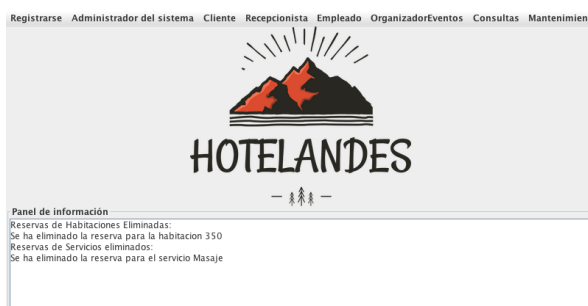 Registrarse Administrador del sistema Cliente Recepcionista Empleado OrganizadorEventos Consultas Mantenimien
HOTELANDES
Panel de información
Reservas de Habitaciones Eliminadas:
Se ha eliminado la reserva para la habitacion 350
Reservas de Servicios eliminados:
Se ha eliminado la reserva para el servicio Masaje